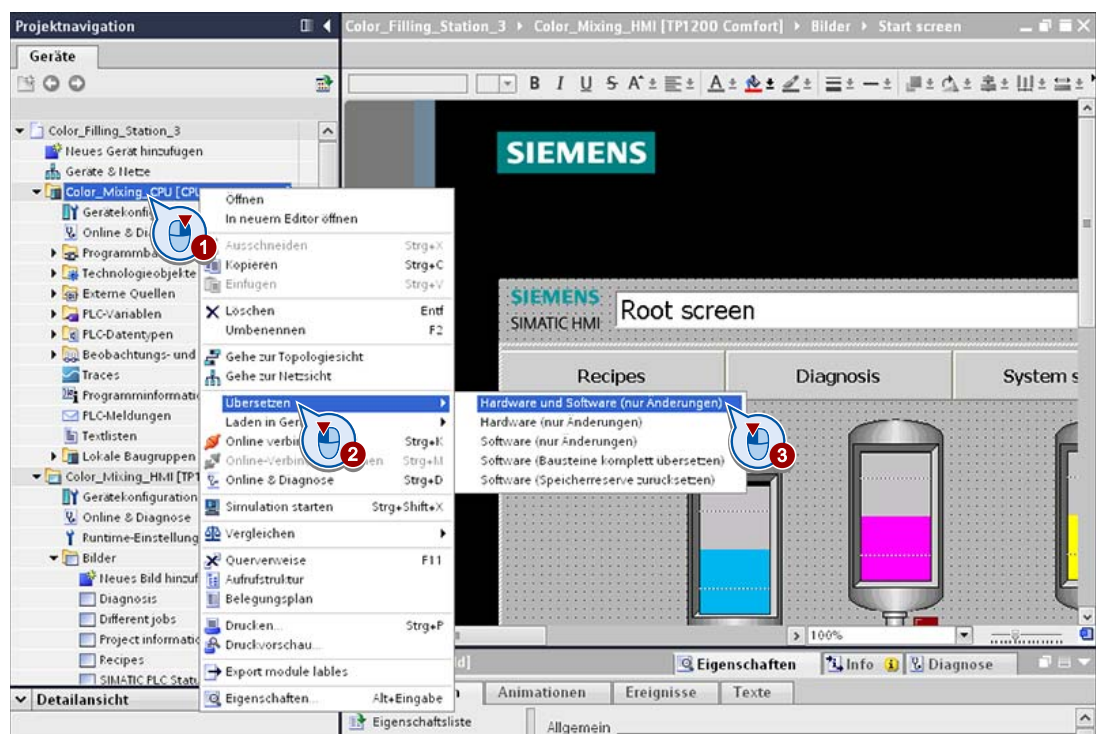 Projektnavigation
Color_Filling_Station_3 ▸ Color_Mixing_HMI [TP1200 Comfort] ▸ Bilder ▸ Start screen
Geräte
B I U S A
Color_Filling_Station_3
Neues Gerät hinzufügen
Geräte & Netze
Color_Mixing_CPU [CPU
Gerätekonfig
Online & Di
Programmba
Technologieobjekte
Externe Quellen
PLC-Variablen
PLC-Datentypen
Beobachtungs- und
Traces
Programminformati
PLC-Meldungen
Textlisten
Lokale Baugruppen
Color_Mixing_HMI [TP1
Gerätekonfiguration
Online & Diagnose
Runtime-Einstellung
Bilder
Neues Bild hinzuf
Diagnosis
Different jobs
Project informatic
Recipes
SIMATIC PLC Statu
Detailansicht
1
Öffnen
In neuem Editor öffnen
Ausschneiden Strg+X
Kopieren Strg+C
Einfügen Strg+V
Löschen Entf
Umbenennen F2
Gehe zur Topologiesicht
Gehe zur Netzsicht
Übersetzen
Laden in Ger
Online verbin Strg+K
Online-Verbin en Strg+M
Online & Diagnose Strg+D
Simulation starten Strg+Shift+X
Vergleichen
Querverweise F11
Aufrufstruktur
Belegungsplan
Drucken... Strg+P
Druckvorschau...
Export module lables
Eigenschaften... Alt+Eingabe
2
Hardware und Software (nur Änderungen)
Hardware (nur Änderungen)
Software (nur Änderungen)
Software (Bausteine komplett übersetzen)
Software (Speicherreserve zurücksetzen)
3
SIEMENS
SIEMENS
SIMATIC HMI
Root screen
Recipes
Diagnosis
System s
100%
Eigenschaften
Info
Diagnose
Animationen
Ereignisse
Texte
Eigenschaftsliste
Allgemein